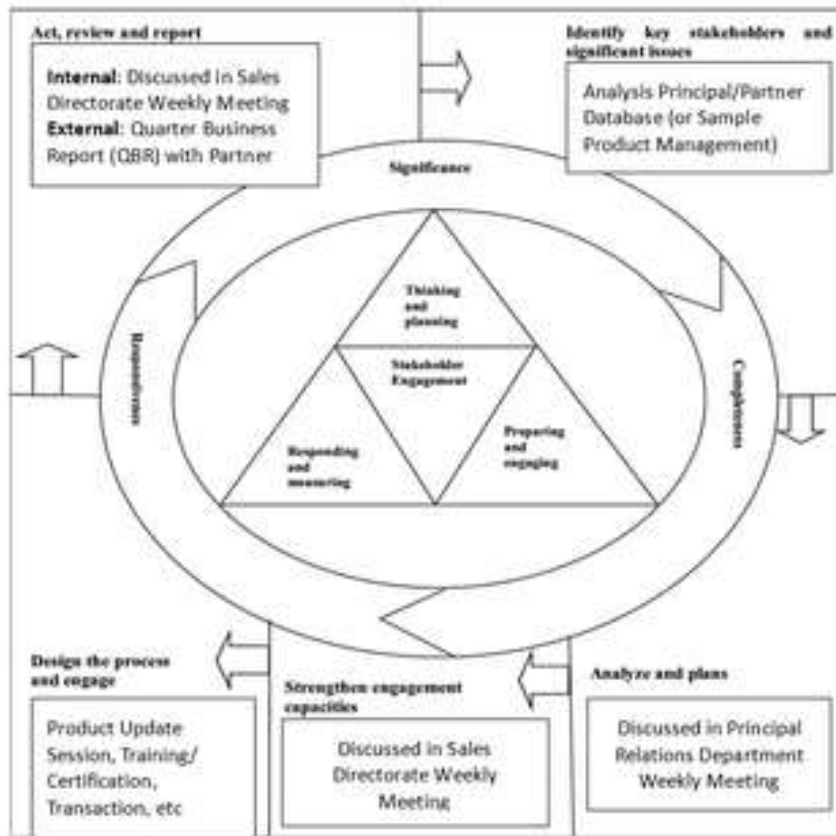 Act, review and report
Internal: Discussed in Sales
Directorate Weekly Meeting
External: Quarter Business
Report (QBR) with Partner
Identify key stakeholders and
significant issues
Analysis Principal/Partner
Database (or Sample
Product Management)
Significance
Thinking
and
planning
Stakeholder
Engagement
Responding
and
measuring
Preparing
and
engaging
Responsiveness
Completeness
Design the process
and engage
Product Update
Session, Training/
Certification,
Transaction, etc
Strengthen engagement
capacities
Discussed in Sales
Directorate Weekly
Meeting
Analyze and plans
Discussed in Principal
Relations Department
Weekly Meeting